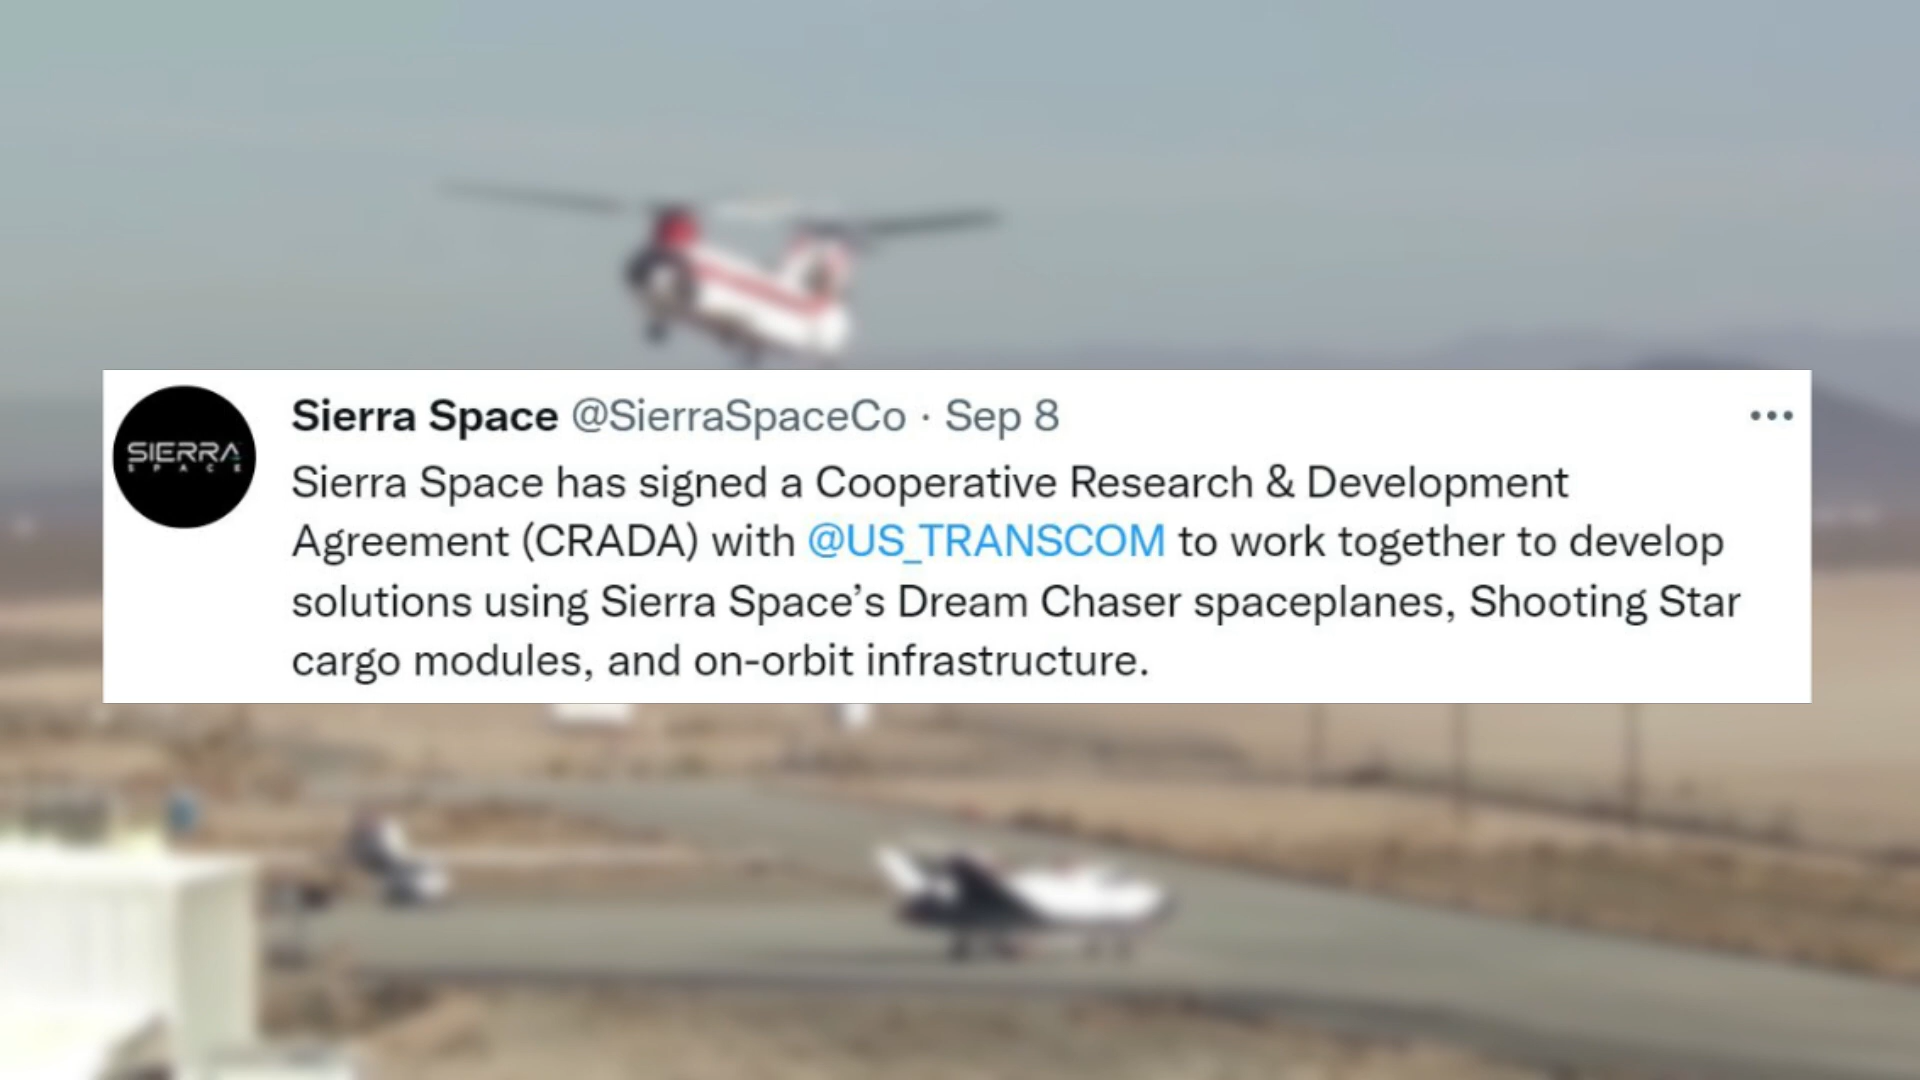 SIERRA
SPACE
Sierra Space @SierraSpaceCo · Sep 8
Sierra Space has signed a Cooperative Research & Development
Agreement (CRADA) with @US_TRANSCOM to work together to develop
solutions using Sierra Space’s Dream Chaser spaceplanes, Shooting Star
cargo modules, and on-orbit infrastructure.